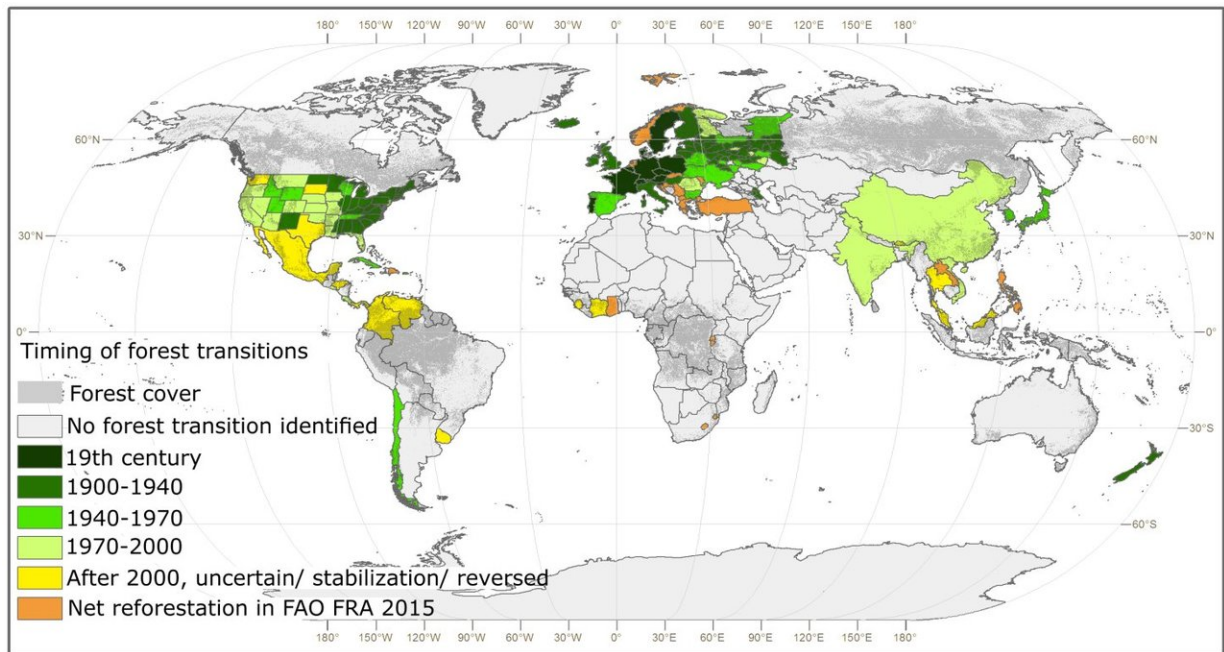 180° 150°W 120°W 90°W 60°W 30°W 0° 30°E 60°E 90°E 120°E 150°E 180°
60°N 60°N
30°N 30°N
0° 0°
Timing of forest transitions
Forest cover
No forest transition identified
30°S
19th century
1900-1940
1940-1970
60°S
1970-2000
After 2000, uncertain/ stabilization/ reversed
Net reforestation in FAO FRA 2015
180° 150°W 120°W 90°W 60°W 30°W 0° 30°E 60°E 90°E 120°E 150°E 180°